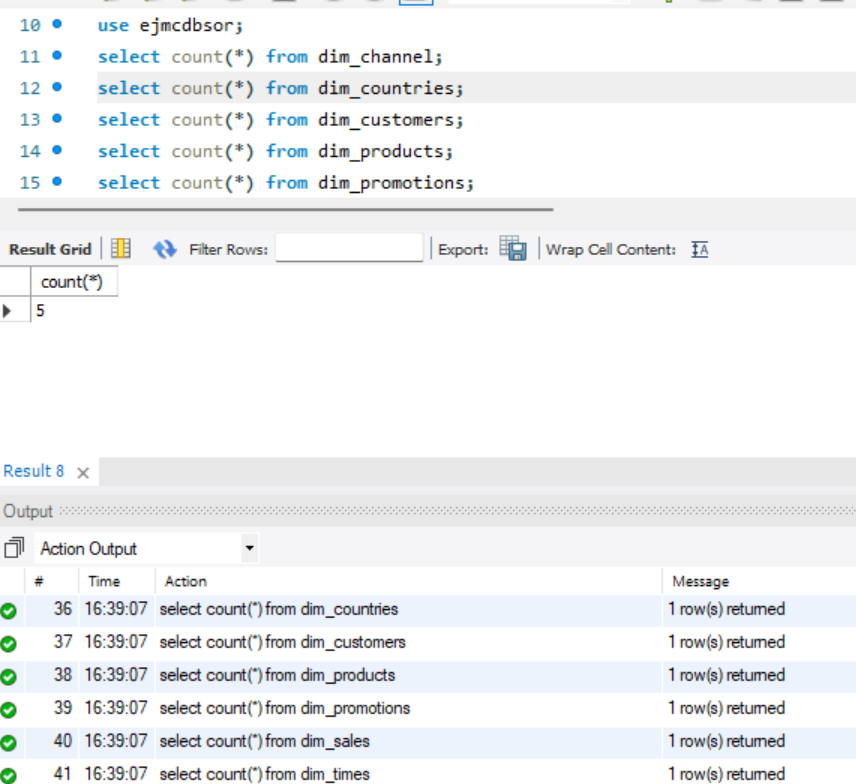 10 use ejmcdbsor;
11 select count(*) from dim_channel;
12 select count(*) from dim_countries;
13 select count(*) from dim_customers;
14 select count(*) from dim_products;
15 select count(*) from dim_promotions;
Result Grid Filter Rows: Export: Wrap Cell Content:
count(*)
5
Result 8
Output
Action Output
# Time Action Message
36 16:39:07 select count(*) from dim_countries 1 row(s) returned
37 16:39:07 select count(*) from dim_customers 1 row(s) returned
38 16:39:07 select count(*) from dim_products 1 row(s) returned
39 16:39:07 select count(*) from dim_promotions 1 row(s) returned
40 16:39:07 select count(*) from dim_sales 1 row(s) returned
41 16:39:07 select count(*) from dim_times 1 row(s) returned